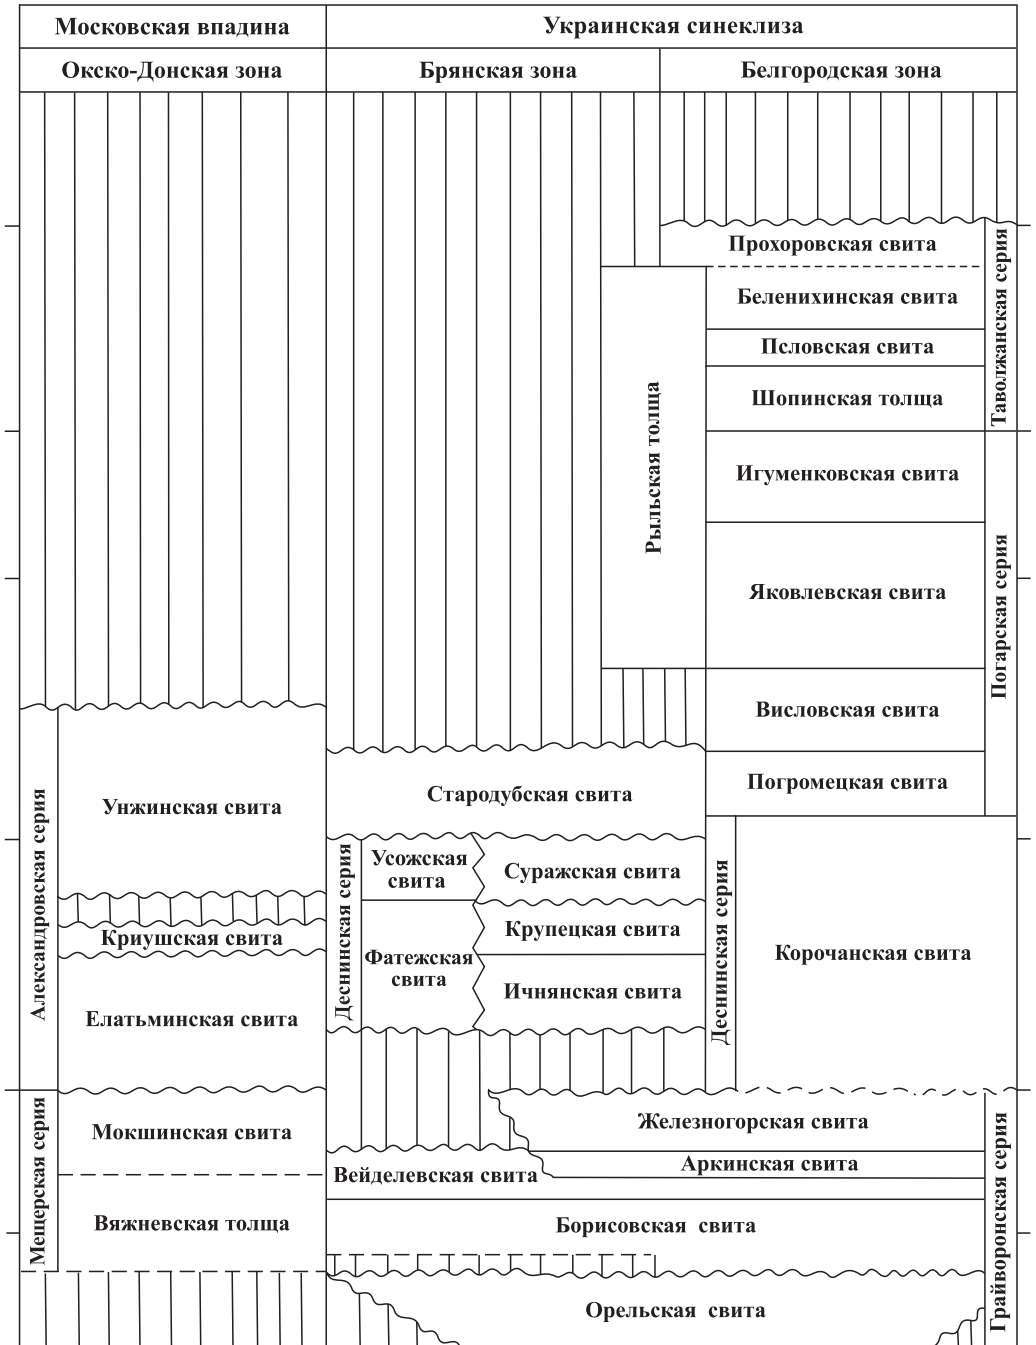 Московская впадина
Украинская синеклиза
Окско-Донская зона
Брянская зона
Белгородская зона
Прохоровская свита
Беленихинская свита
Псловская свита
Шопинская толща
Таволжанская серия
Рыльская толща
Игуменковская свита
Яковлевская свита
Висловская свита
Погромецкая свита
Погарская серия
Александровская серия
Унжинская свита
Криушская свита
Елатьминская свита
Стародубская свита
Деснинская серия
Усожская
свита
Суражская свита
Фатежская
свита
Крупецкая свита
Ичнянская свита
Деснинская серия
Корочанская свита
Мещерская серия
Мокшинская свита
Вяжневская толща
Железногорская свита
Аркинская свита
Вейделевская свита
Борисовская свита
Орельская свита
Грайворонская серия